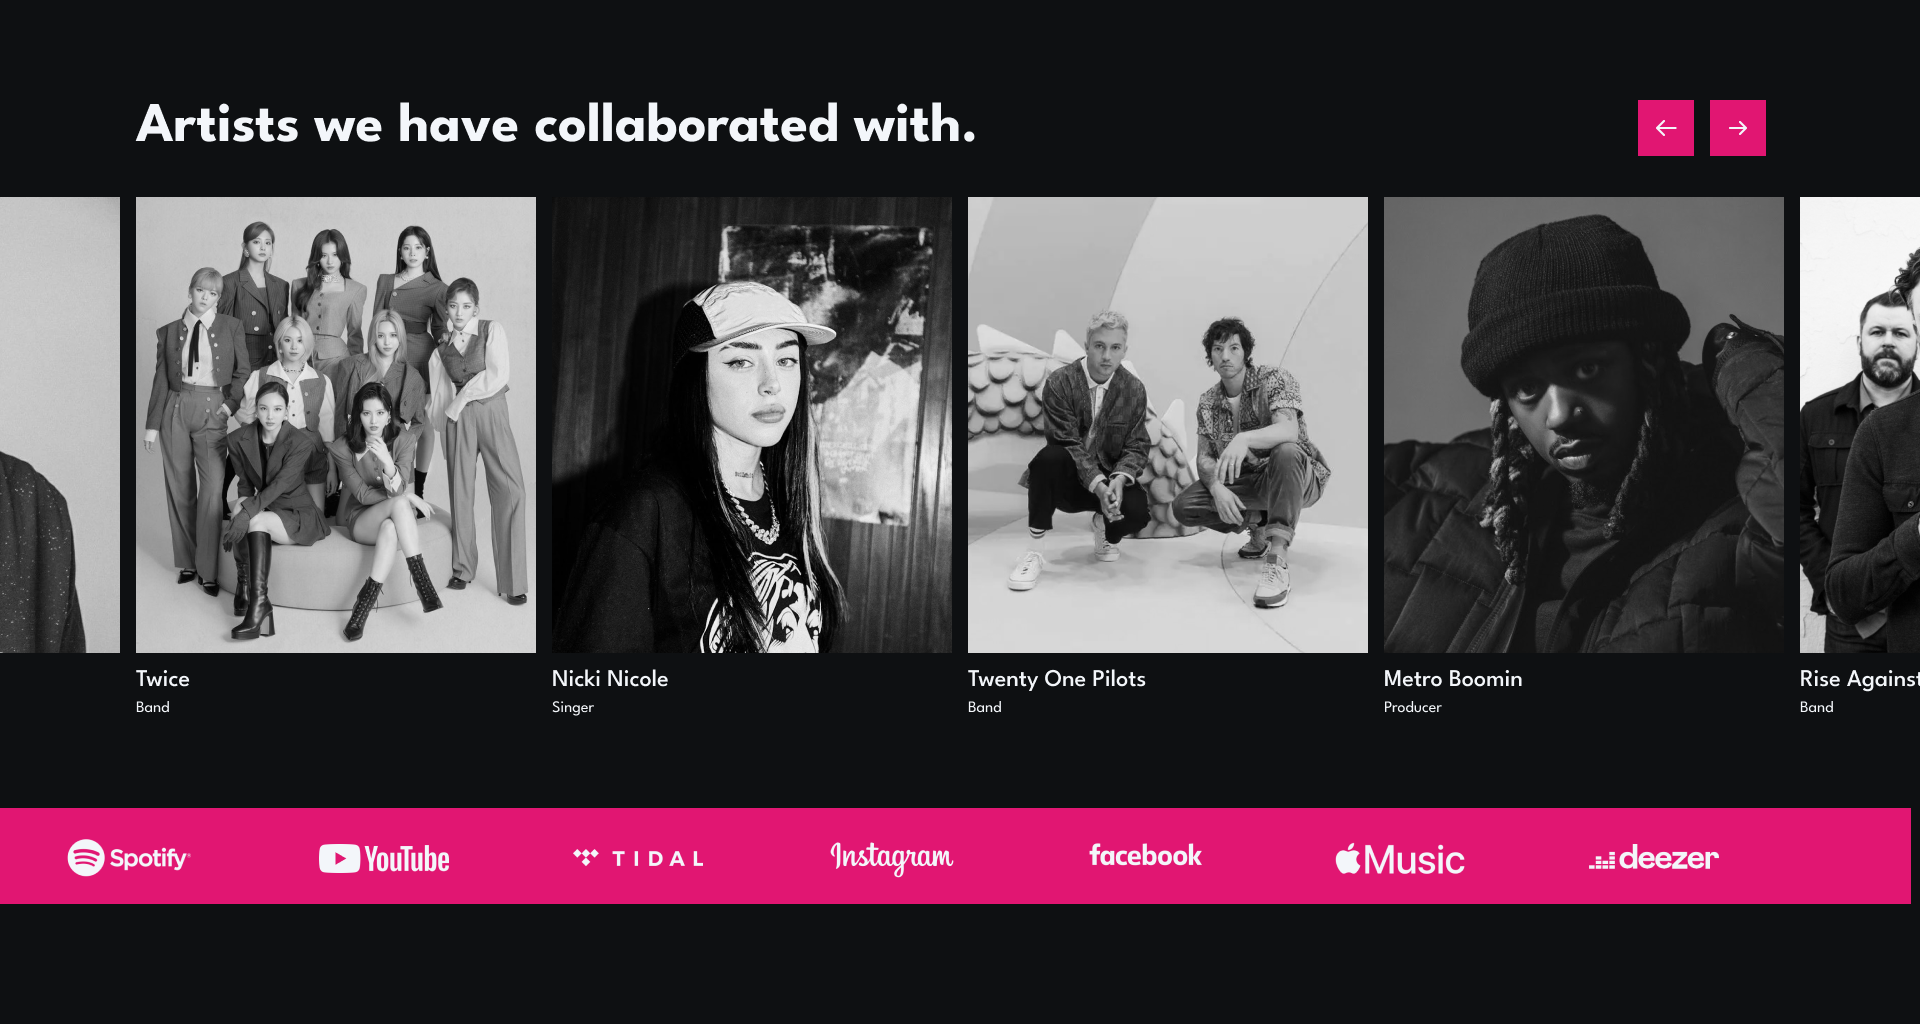 Artists we have collaborated with.
Twice
Band
Nicki Nicole
Singer
Twenty One Pilots
Band
Metro Boomin
Producer
Rise Against
Band
Spotify
YouTube
TIDAL
Instagram
facebook
Music
deezer